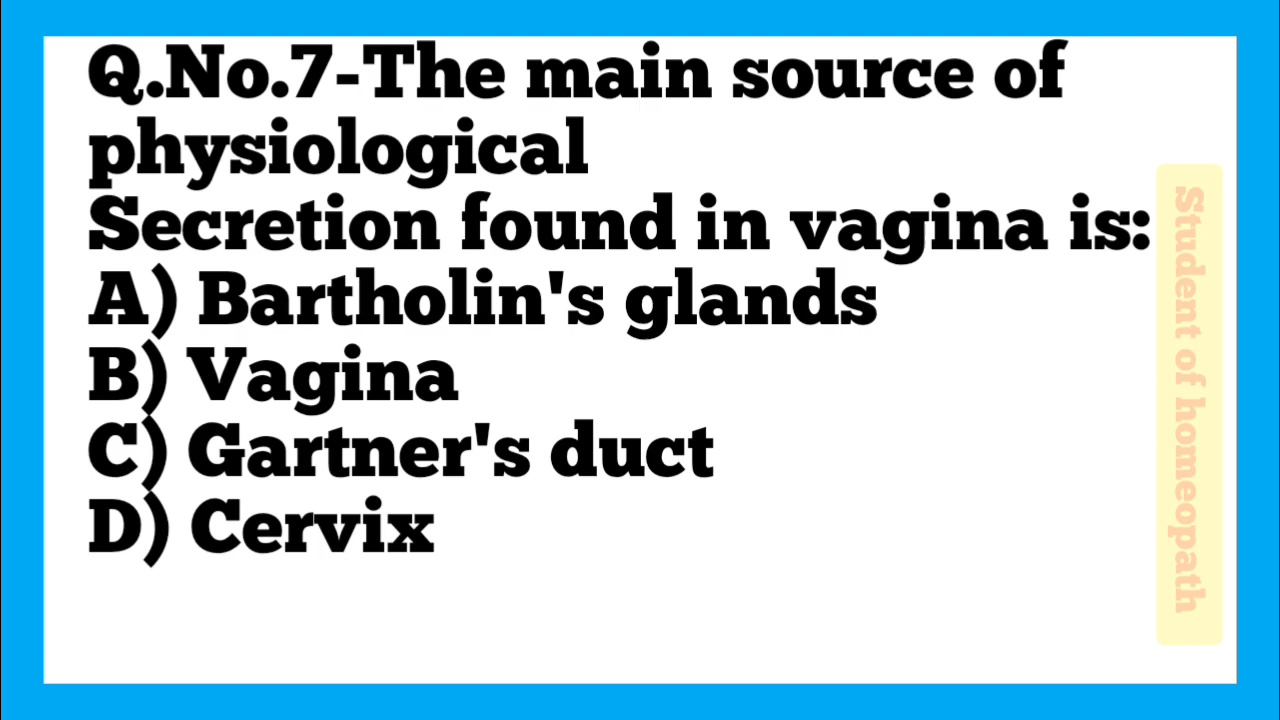 Q.No.7-The main source of
physiological
Secretion found in vagina is:
A) Bartholin's glands
B) Vagina
C) Gartner's duct
D) Cervix
Student of homeopath